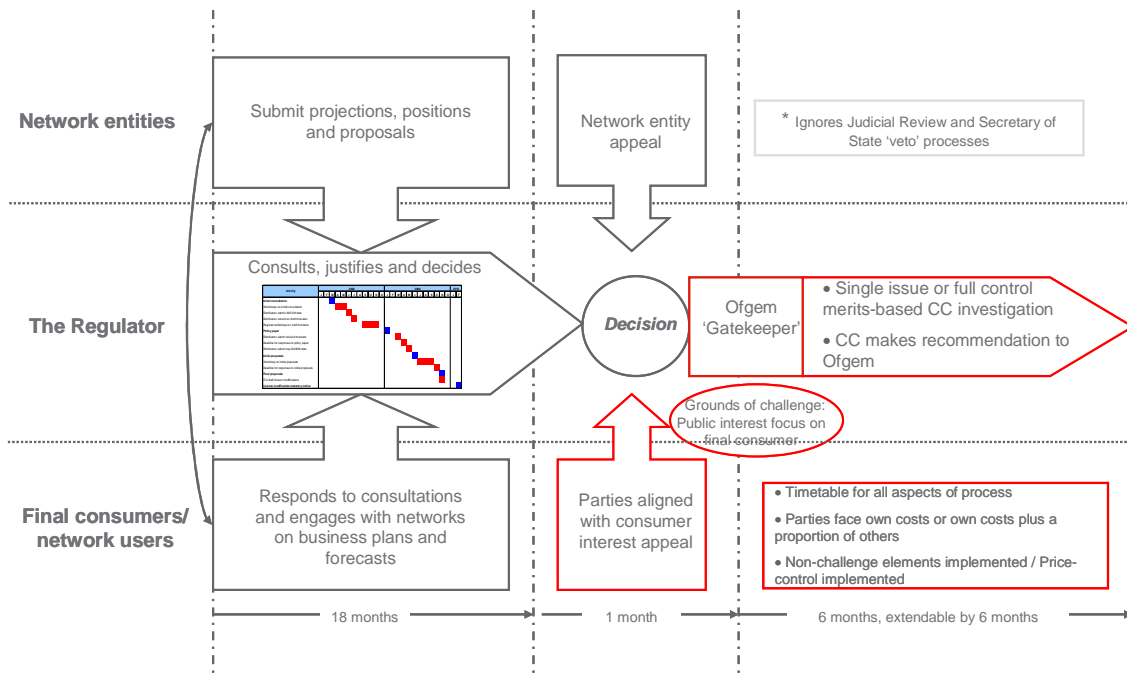 Network entities
Submit projections, positions
and proposals
Network entity
appeal
* Ignores Judicial Review and Secretary of
State ‘veto’ processes
The Regulator
Consults, justifies and decides
Decision
Ofgem
‘Gatekeeper’
• Single issue or full control
merits-based CC investigation
• CC makes recommendation to
Ofgem
Grounds of challenge:
Public interest focus on
final consumer
Final consumers/
network users
Responds to consultations
and engages with networks
on business plans and
forecasts
Parties aligned
with consumer
interest appeal
• Timetable for all aspects of process
• Parties face own costs or own costs plus a
proportion of others
• Non-challenge elements implemented / Price-
control implemented
18 months
1 month
6 months, extendable by 6 months